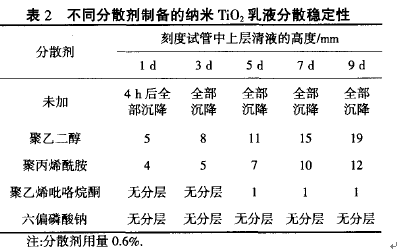 表 2 不同分散剂制备的纳米 TiO₂ 乳液分散稳定性
分散剂 刻度试管中上层清液的高度/mm
1 d 3 d 5 d 7 d 9 d
未加 4 h后全部沉降 全部沉降 全部沉降 全部沉降 全部沉降
聚乙二醇 5 8 11 15 19
聚丙烯酰胺 4 5 7 10 12
聚乙烯吡咯烷酮 无分层 无分层 1 1 1
六偏磷酸钠 无分层 无分层 无分层 无分层 无分层
注:分散剂用量 0.6%.